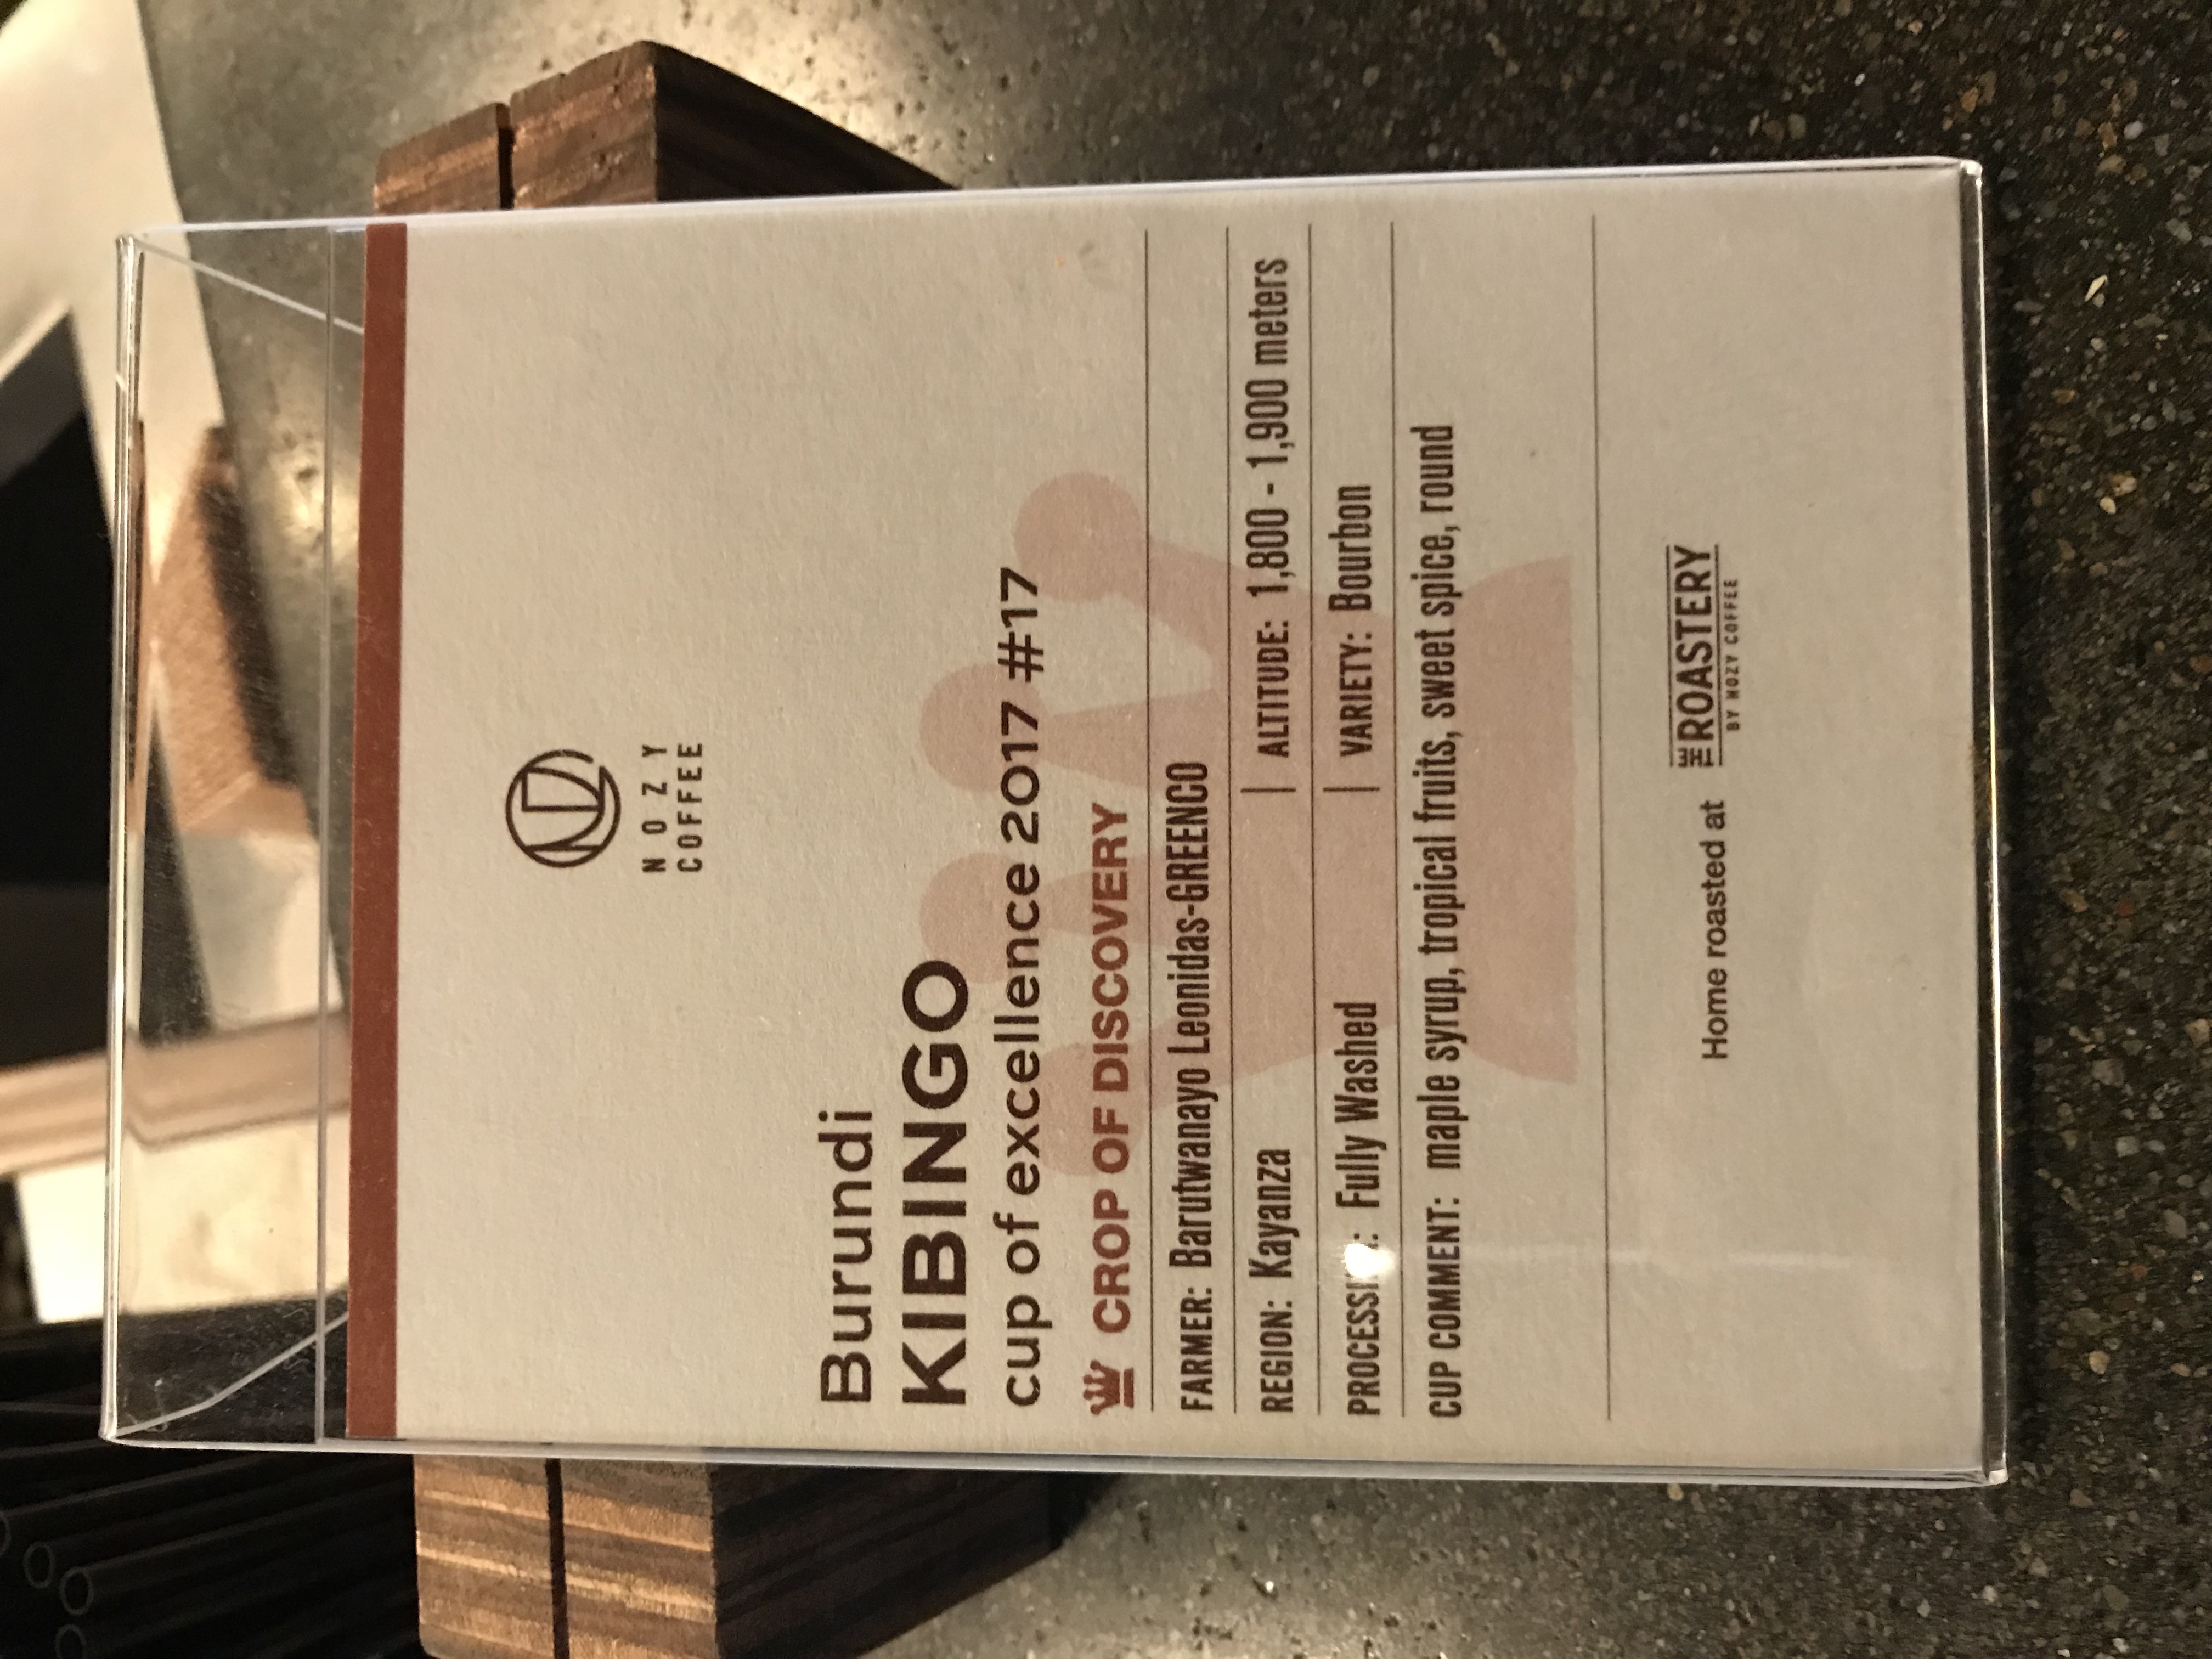 NOZY
COFFEE
Burundi
KIBINGO
cup of excellence 2017 #17
CROP OF DISCOVERY
FARMER: Barutwanayo Leonidas-GREENCO
REGION: Kayanza | ALTITUDE: 1,800 - 1,900 meters
Fully Washed | VARIETY: Bourbon
CUP COMMENT: maple syrup, tropical fruits, sweet spice, round
Home roasted at THE ROASTERY
BY NOZY COFFEE